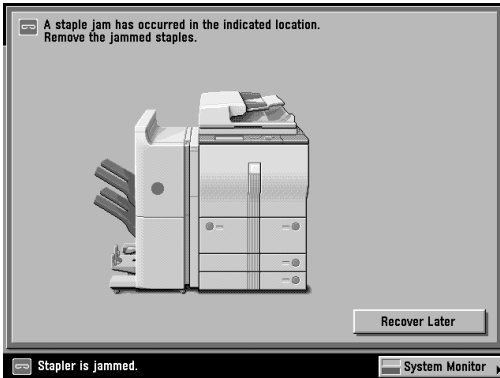 A staple jam has occurred in the indicated location.
Remove the jammed staples.
Recover Later
Stapler is jammed.
System Monitor